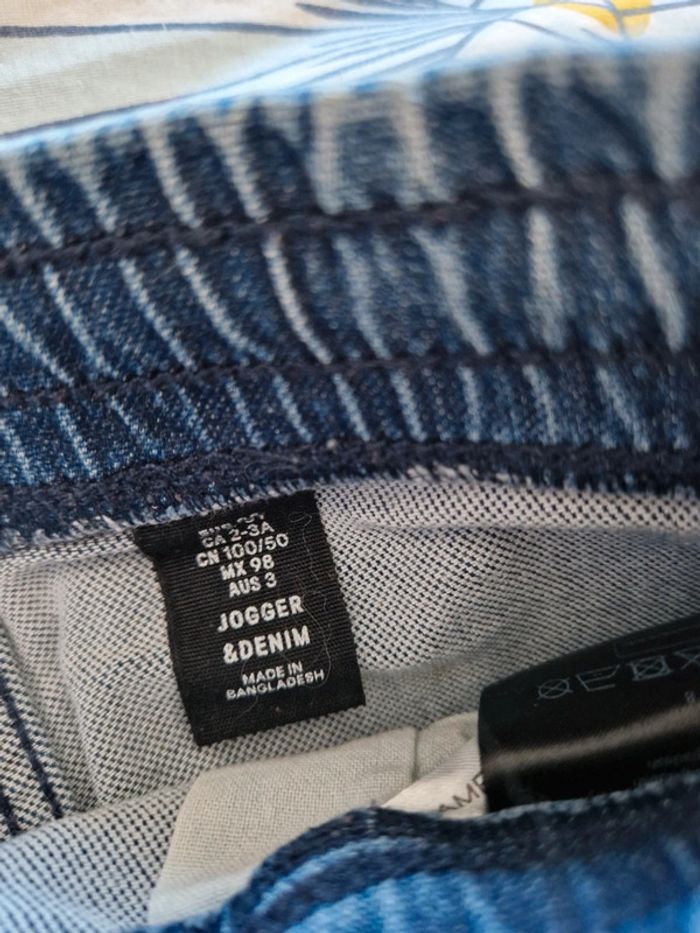 CA 2-3A
CN 100/50
MX 98
AUS 3
JOGGER
&DENIM
MADE IN
BANGLADESH